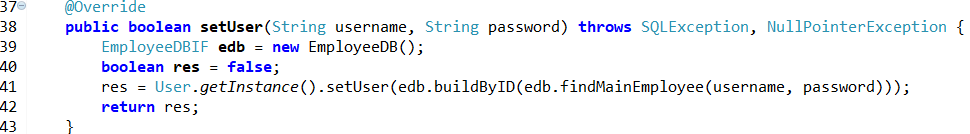 37 @Override
38 public boolean setUser(String username, String password) throws SQLException, NullPointerException {
39 EmployeeDBIF edb = new EmployeeDB();
40 boolean res = false;
41 res = User.getInstance().setUser(edb.buildByID(edb.findMainEmployee(username, password)));
42 return res;
43 }